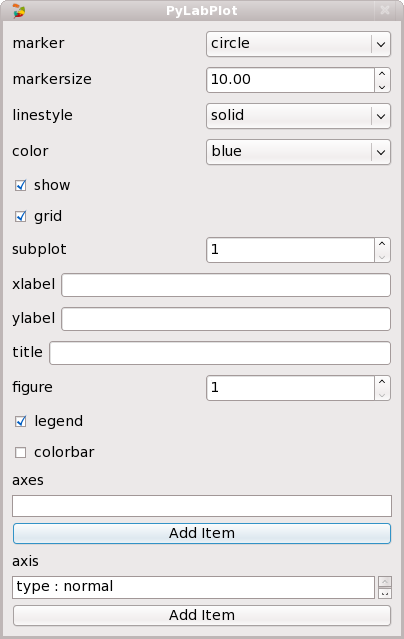 PyLabPlot
marker circle
markersize 10.00
linestyle solid
color blue
show
grid
subplot 1
xlabel
ylabel
title
figure 1
legend
colorbar
axes
Add Item
axis
type : normal
Add Item